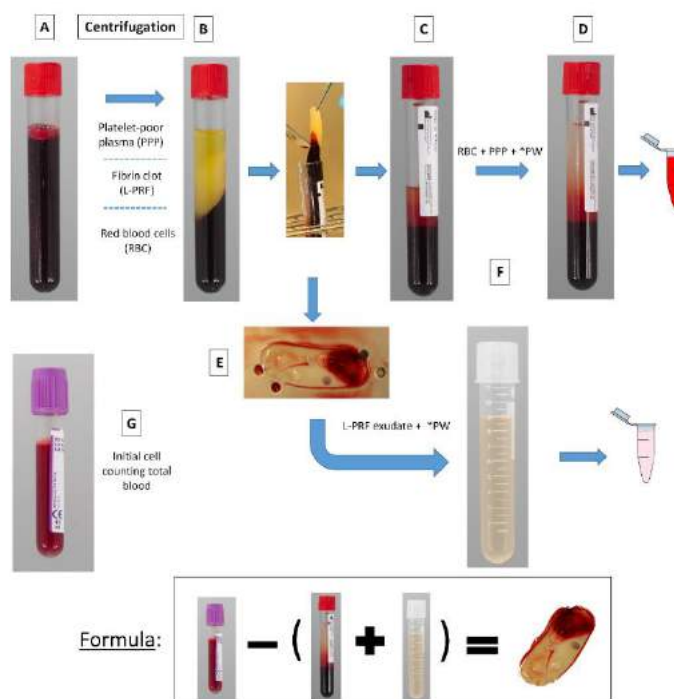 A
Centrifugation
B
C
D
Platelet-poor
plasma (PPP)
Fibrin clot
(L-PRF)
Red blood cells
(RBC)
RBC + PPP + *PW
F
E
G
L-PRF exudate + *PW
Initial cell
counting total
blood
Formula: